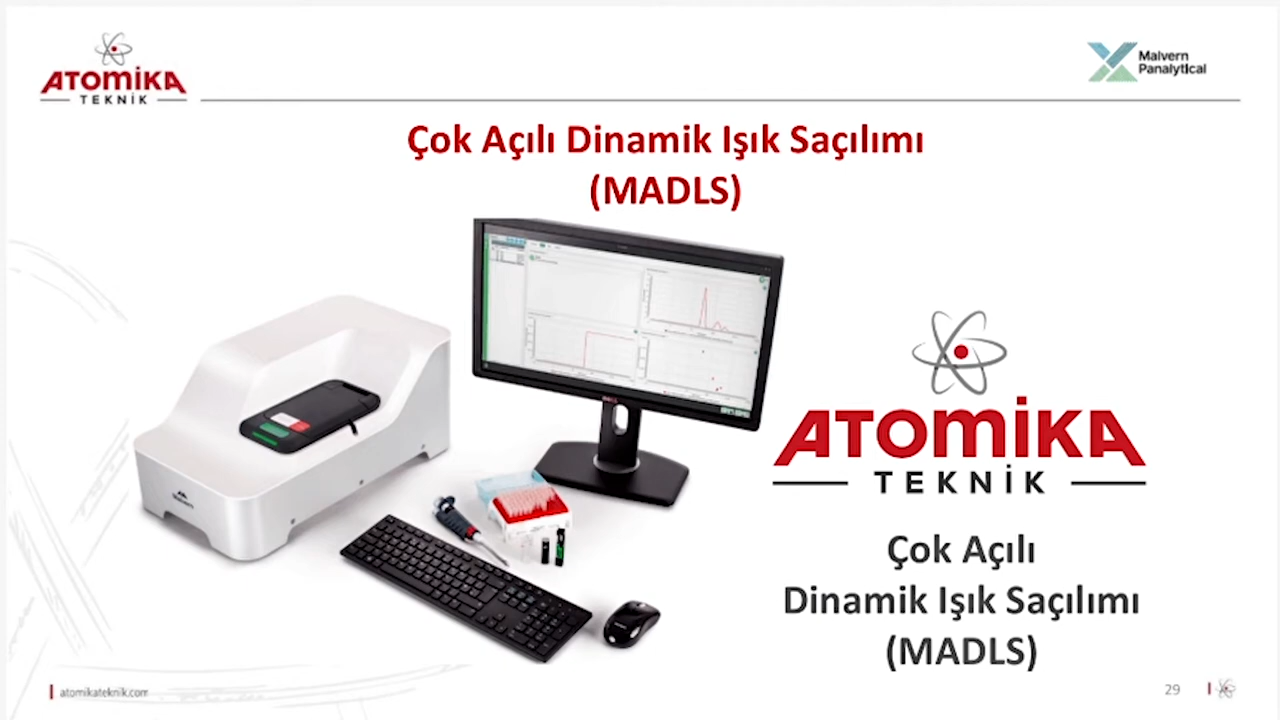 ATOMİKA
TEKNİK
Malvern
Panalytical
Çok Açılı Dinamik Işık Saçılımı
(MADLS)
Malvern
ATOMİKA
TEKNİK
Çok Açılı
Dinamik Işık Saçılımı
(MADLS)
atomikateknik.com
29